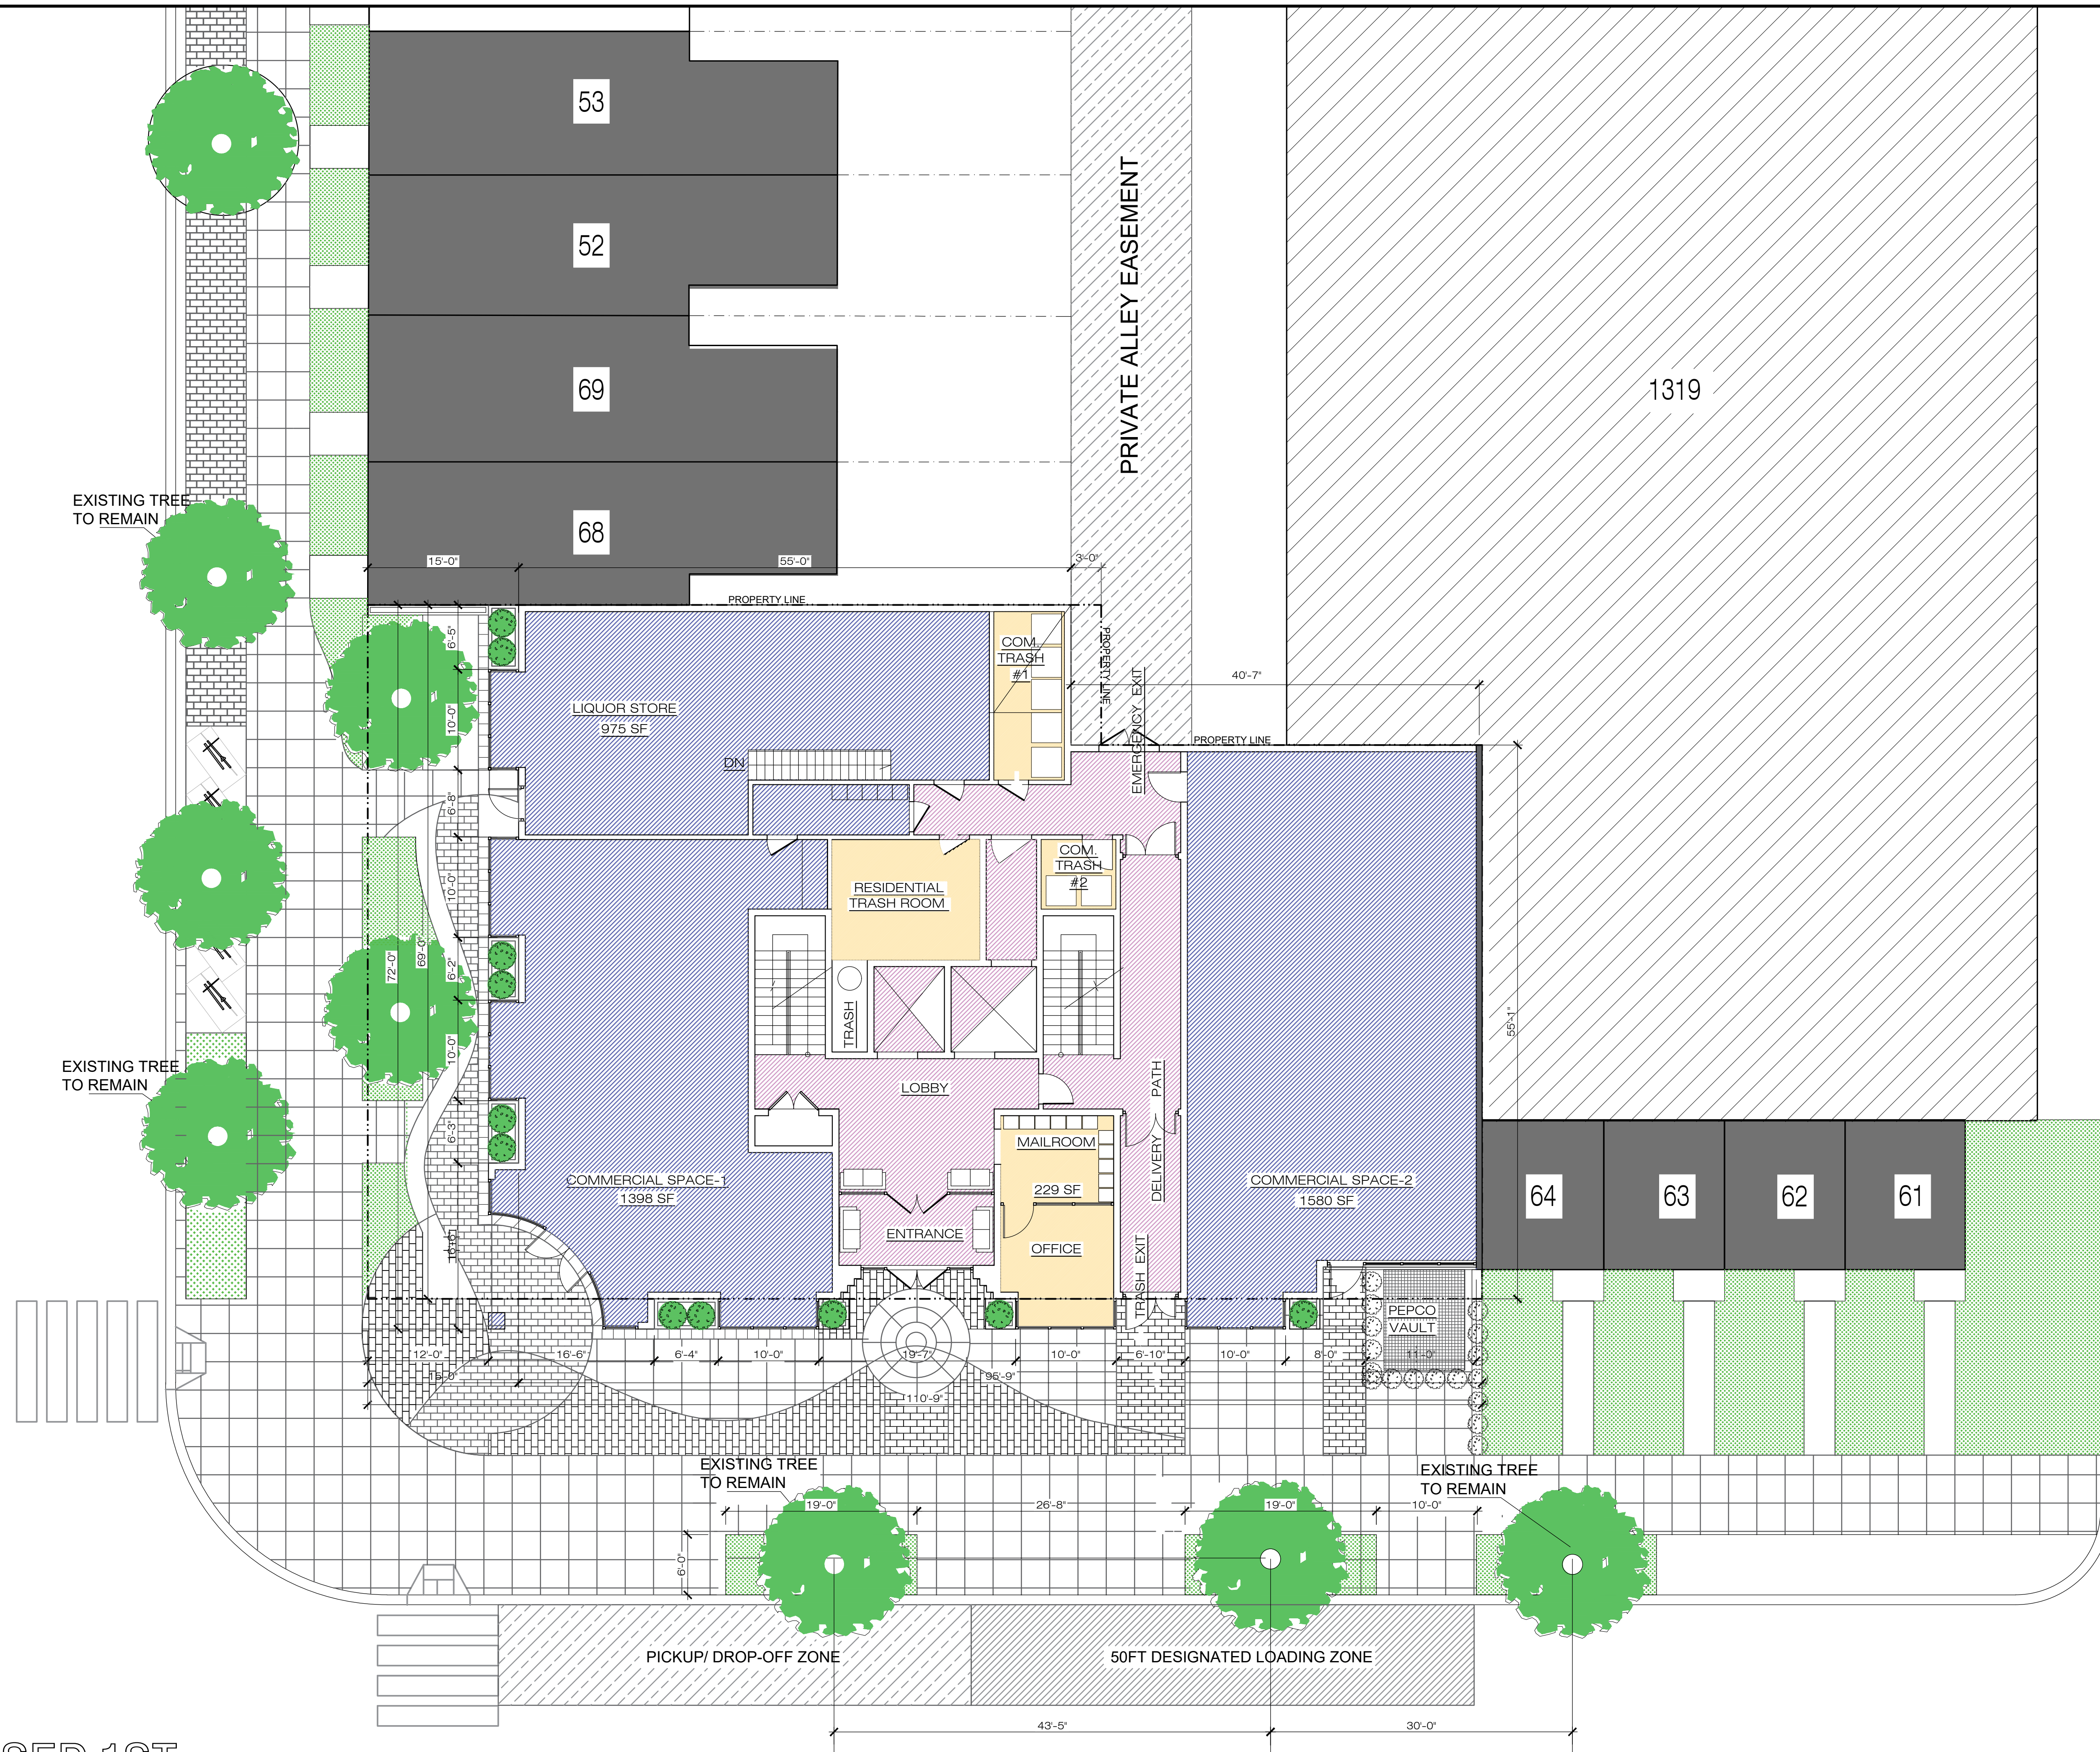 53
52
69
68
PRIVATE ALLEY EASEMENT
1319
EXISTING TREE
TO REMAIN
15'-0"
55'-0"
3'-0"
PROPERTY LINE
PROPERTY LINE
40'-7"
EMERGENCY EXIT
PROPERTY LINE
6'-5"
10'-0"
6'-8"
10'-0"
6'-2"
10'-0"
6'-3"
16'-6"
72'-0"
69'-0"
LIQUOR STORE
975 SF
COM.
TRASH
#1
DN
RESIDENTIAL
TRASH ROOM
COM.
TRASH
#2
TRASH
LOBBY
DELIVERY PATH
55'-1"
EXISTING TREE
TO REMAIN
MAILROOM
229 SF
COMMERCIAL SPACE-1
1398 SF
COMMERCIAL SPACE-2
1580 SF
ENTRANCE
OFFICE
TRASH EXIT
64
63
62
61
PEPCO
VAULT
12'-0"
16'-6"
6'-4"
10'-0"
19'-7"
10'-0"
6'-10"
10'-0"
8'-0"
11'-0"
15'-0"
95'-9"
110'-9"
EXISTING TREE
TO REMAIN
EXISTING TREE
TO REMAIN
19'-0"
26'-8"
19'-0"
10'-0"
6'-0"
PICKUP/ DROP-OFF ZONE
50FT DESIGNATED LOADING ZONE
43'-5"
30'-0"